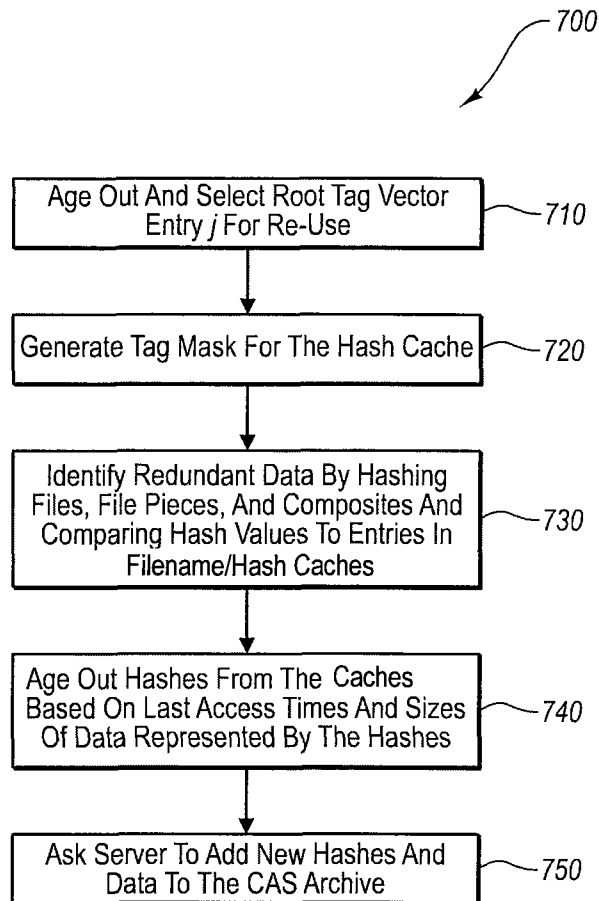 700
Age Out And Select Root Tag Vector
Entry j For Re-Use
710
Generate Tag Mask For The Hash Cache
720
Identify Redundant Data By Hashing
Files, File Pieces, And Composites And
Comparing Hash Values To Entries In
Filename/Hash Caches
730
Age Out Hashes From The Caches
Based On Last Access Times And Sizes
Of Data Represented By The Hashes
740
Ask Server To Add New Hashes And
Data To The CAS Archive
750